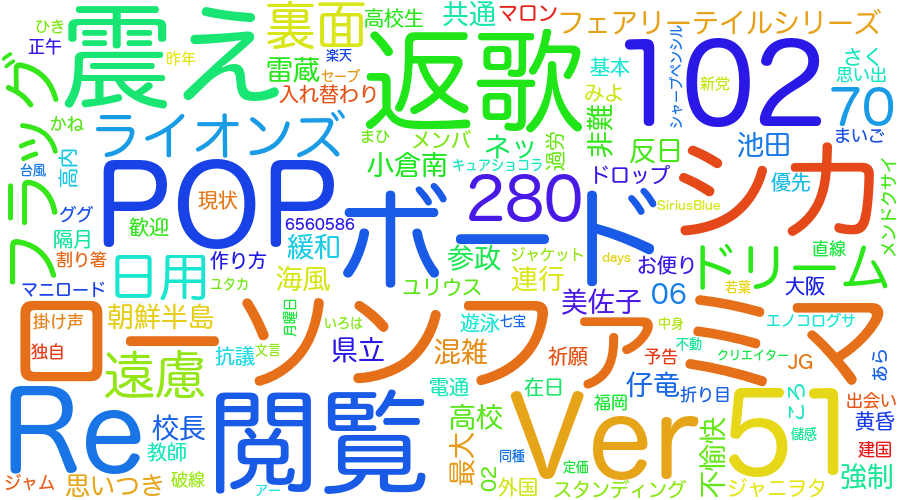 ひき
高校生
共通
マロン
フェアリーテイルシリーズ
正午
震え
裏面
返歌
102
昨年
楽天
雷蔵
セーブ
入れ替わり
基本
みよ
シャープペンシル
新党
さく
思い出
70
フラッグ
かね
ライオンズ
まひ
メンバ
ネッ
過労
非難
反日
池田
まいご
台風
高内
POP
現状
小倉南
キュアショコラ
ドロップ
シカ
優先
メンドクサイ
ググ
歓迎
6560586
ボード
280
SiriusBlue
隔月
緩和
割り箸
日用
作り方
参政
ジャケット
days
お便り
ドリーム
直線
マニロード
ユタカ
海風
ユリウス
連行
美佐子
06
若葉
大阪
ローソンファミマ
掛け声
朝鮮半島
月曜日
いろは
遊泳
七宝
中身
エノコログサ
独自
遠慮
抗議
文言
県立
混雑
祈願
予告
不動
クリエイター
JG
あら
Re
閲覧
電通
在日
Ver
福岡
仔竜
折り目
51
ころ
出会い
校長
高校
不愉快
黄昏
教師
最大
同種
定価
儲感
建国
ジャム
思いつき
破線
アー
02
外国
スタンディング
ジャニヲタ
強制